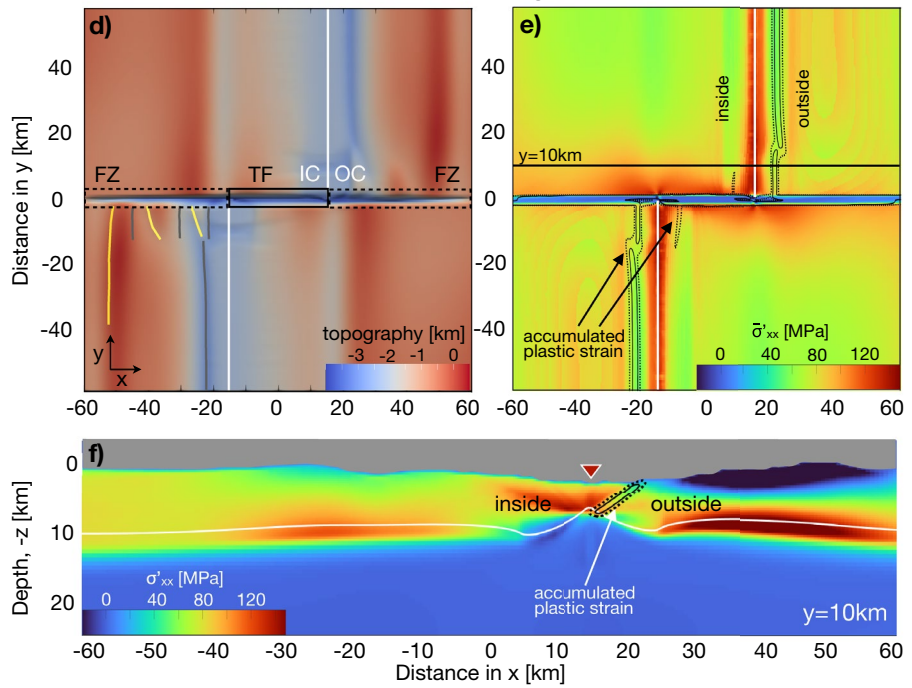 d)
e)
Distance in y [km]
40
20
0
-20
-40
FZ
TF
IC
OC
FZ
topography [km]
-3 -2 -1 0
y
x
-60 -40 -20 0 20 40 60
40
20
0
-20
-40
inside
outside
y=10km
accumulated
plastic strain
σ̄'xx [MPa]
0 40 80 120
-60 -40 -20 0 20 40 60
f)
Depth, -z [km]
0
10
20
inside
outside
accumulated
plastic strain
σ'xx [MPa]
0 40 80 120
y=10km
-60 -50 -40 -30 -20 -10 0 10 20 30 40 50 60
Distance in x [km]